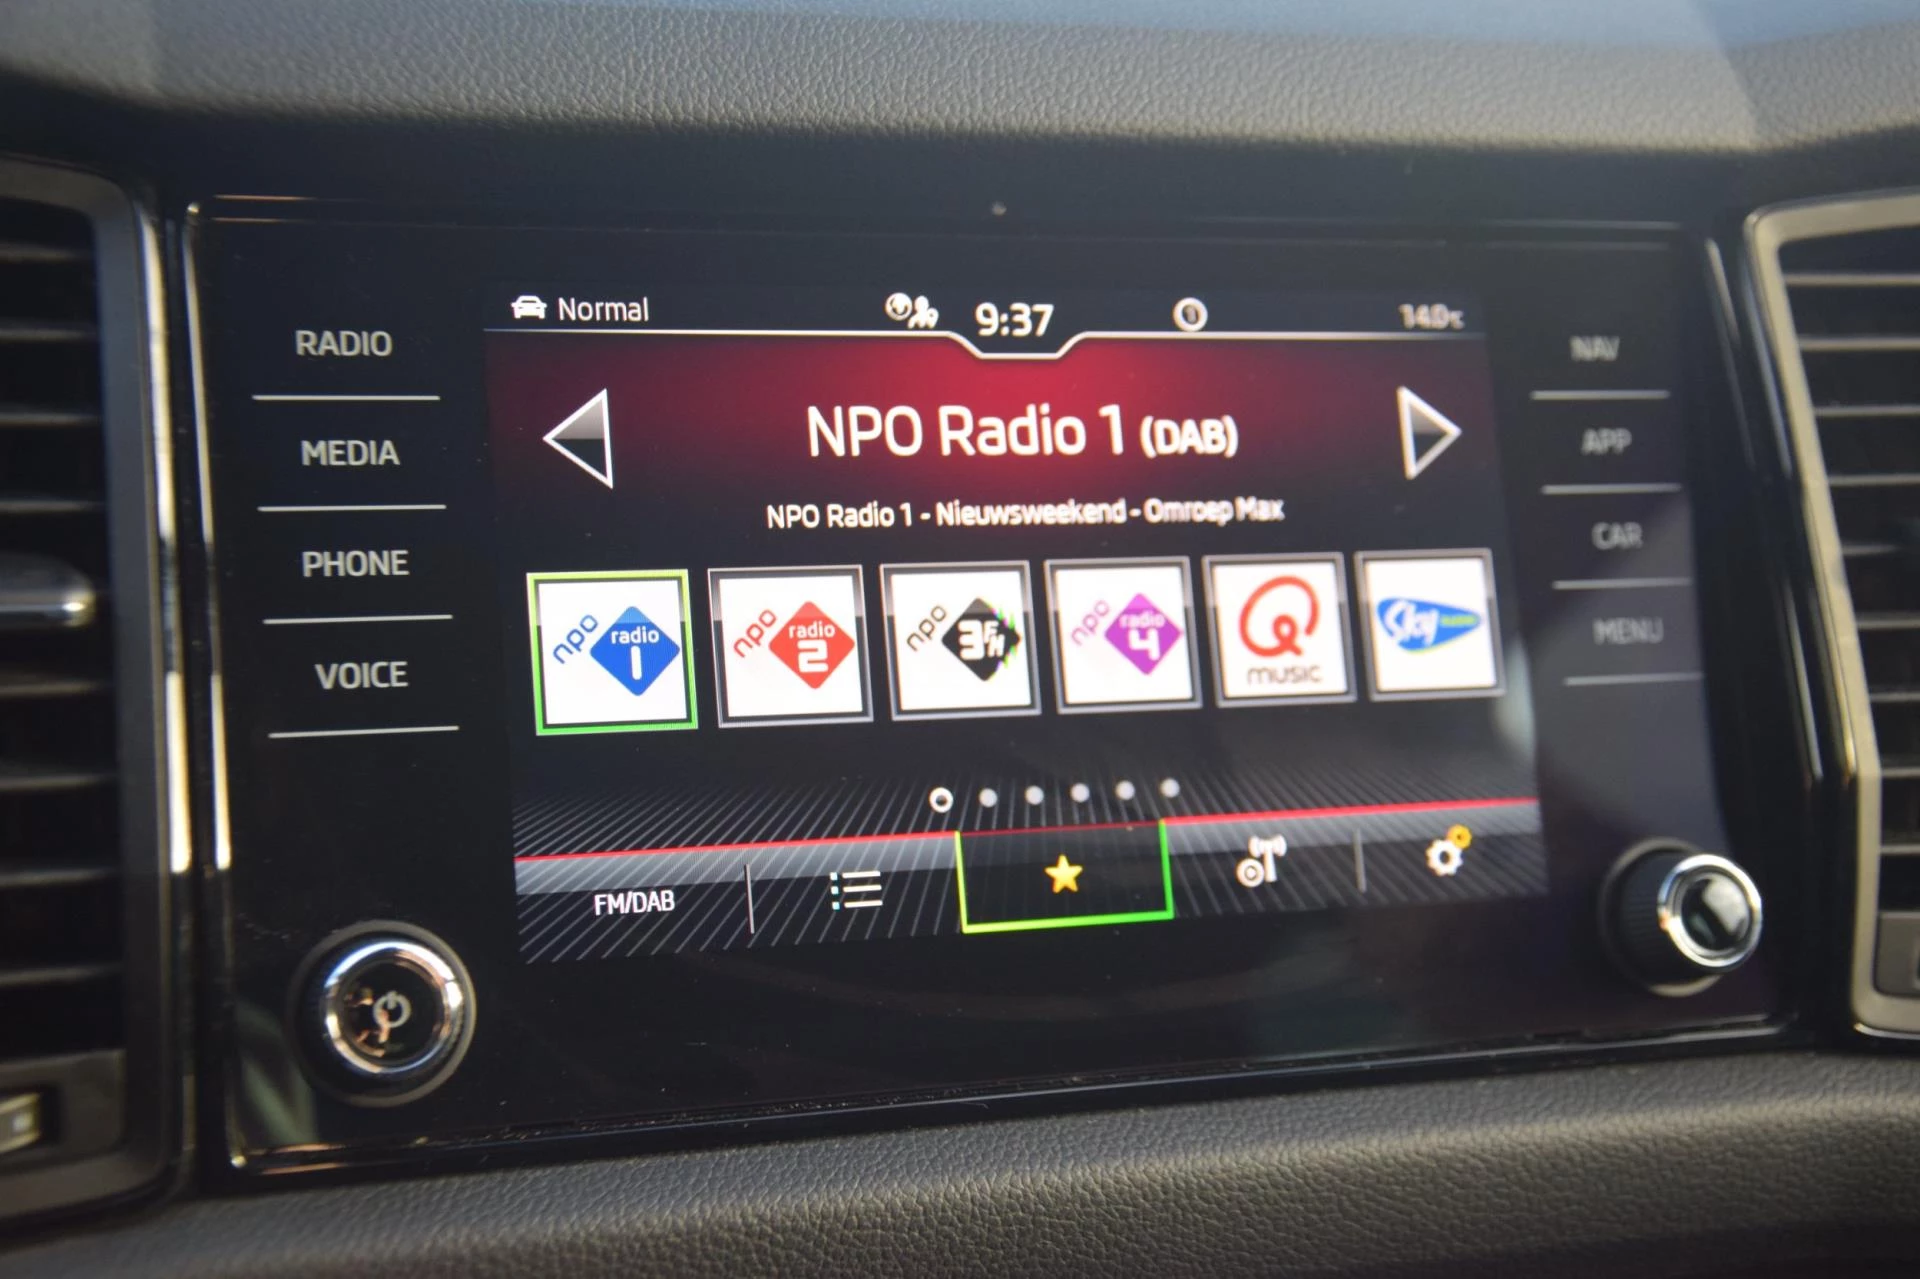 Normal
9:37
14.0°C
RADIO
MEDIA
PHONE
VOICE
NAV
APP
CAR
MENU
NPO Radio 1 (DAB)
NPO Radio 1 - Nieuwsweekend - Omroep Max
npo radio 1
npo radio 2
npo 3FM
npo radio 4
Q music
Sky
FM/DAB